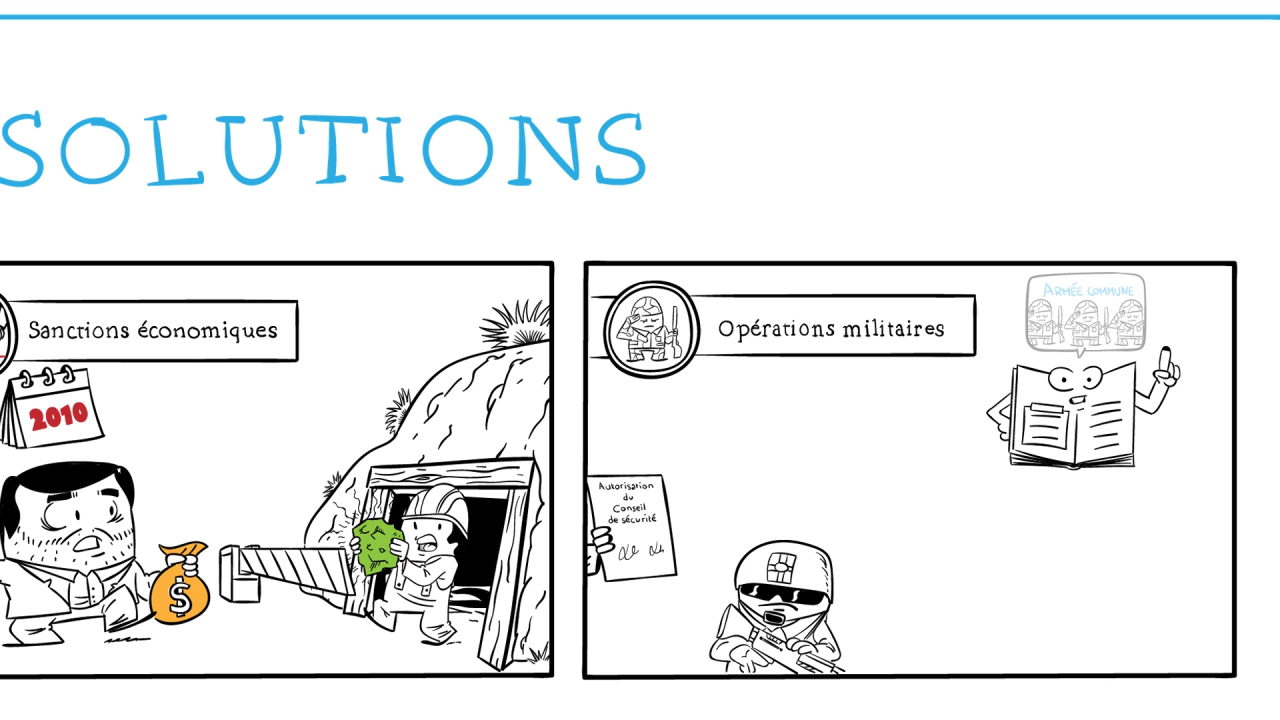 SOLUTIONS
Sanctions économiques
2010
$
Opérations militaires
Armée commune
Autorisation
du
Conseil
de sécurité